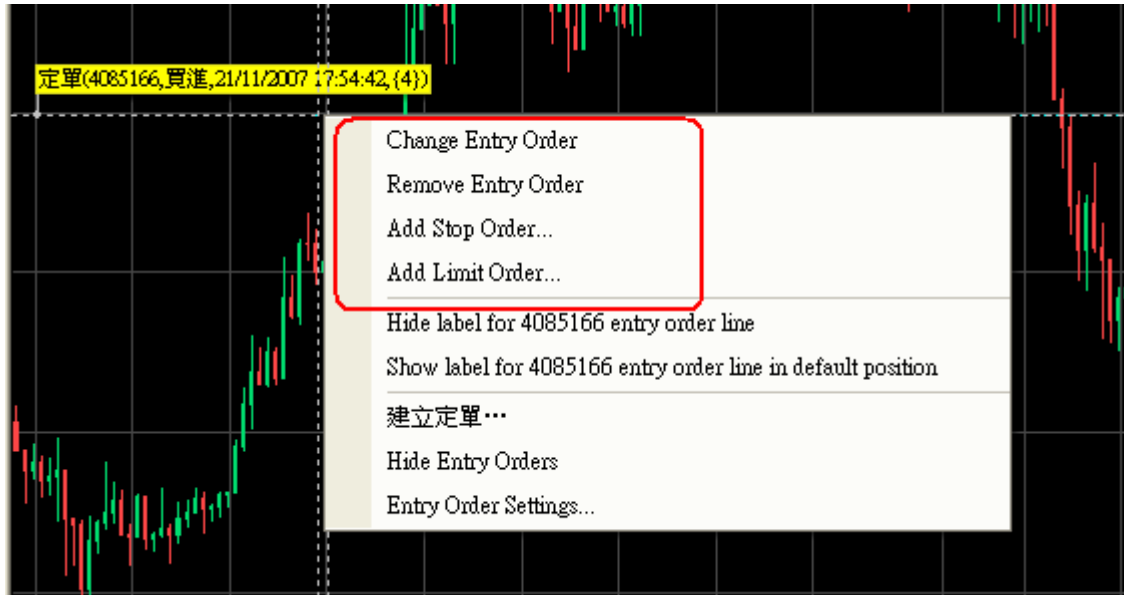 定單(4085166,買進,21/11/2007 17:54:42,{4})
Change Entry Order
Remove Entry Order
Add Stop Order...
Add Limit Order...
Hide label for 4085166 entry order line
Show label for 4085166 entry order line in default position
建立定單…
Hide Entry Orders
Entry Order Settings...